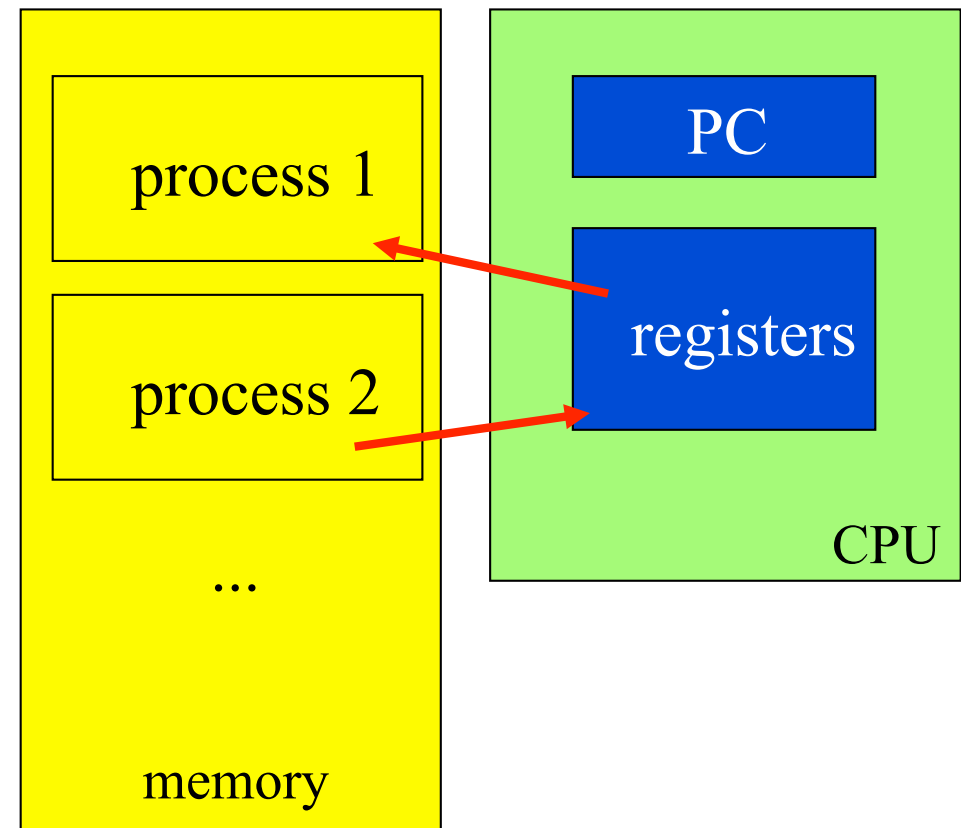 process 1
process 2
...
memory
PC
registers
CPU